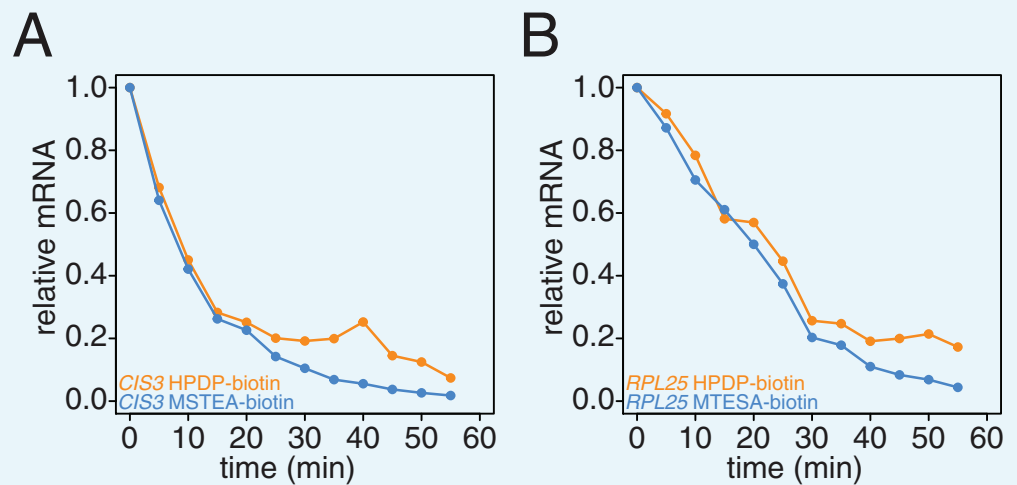 A
relative mRNA
1.0
0.8
0.6
0.4
0.2
0.0
CIS3 HPDP-biotin
CIS3 MSTEA-biotin
0 10 20 30 40 50 60
time (min)
B
relative mRNA
1.0
0.8
0.6
0.4
0.2
0.0
RPL25 HPDP-biotin
RPL25 MTESA-biotin
0 10 20 30 40 50 60
time (min)